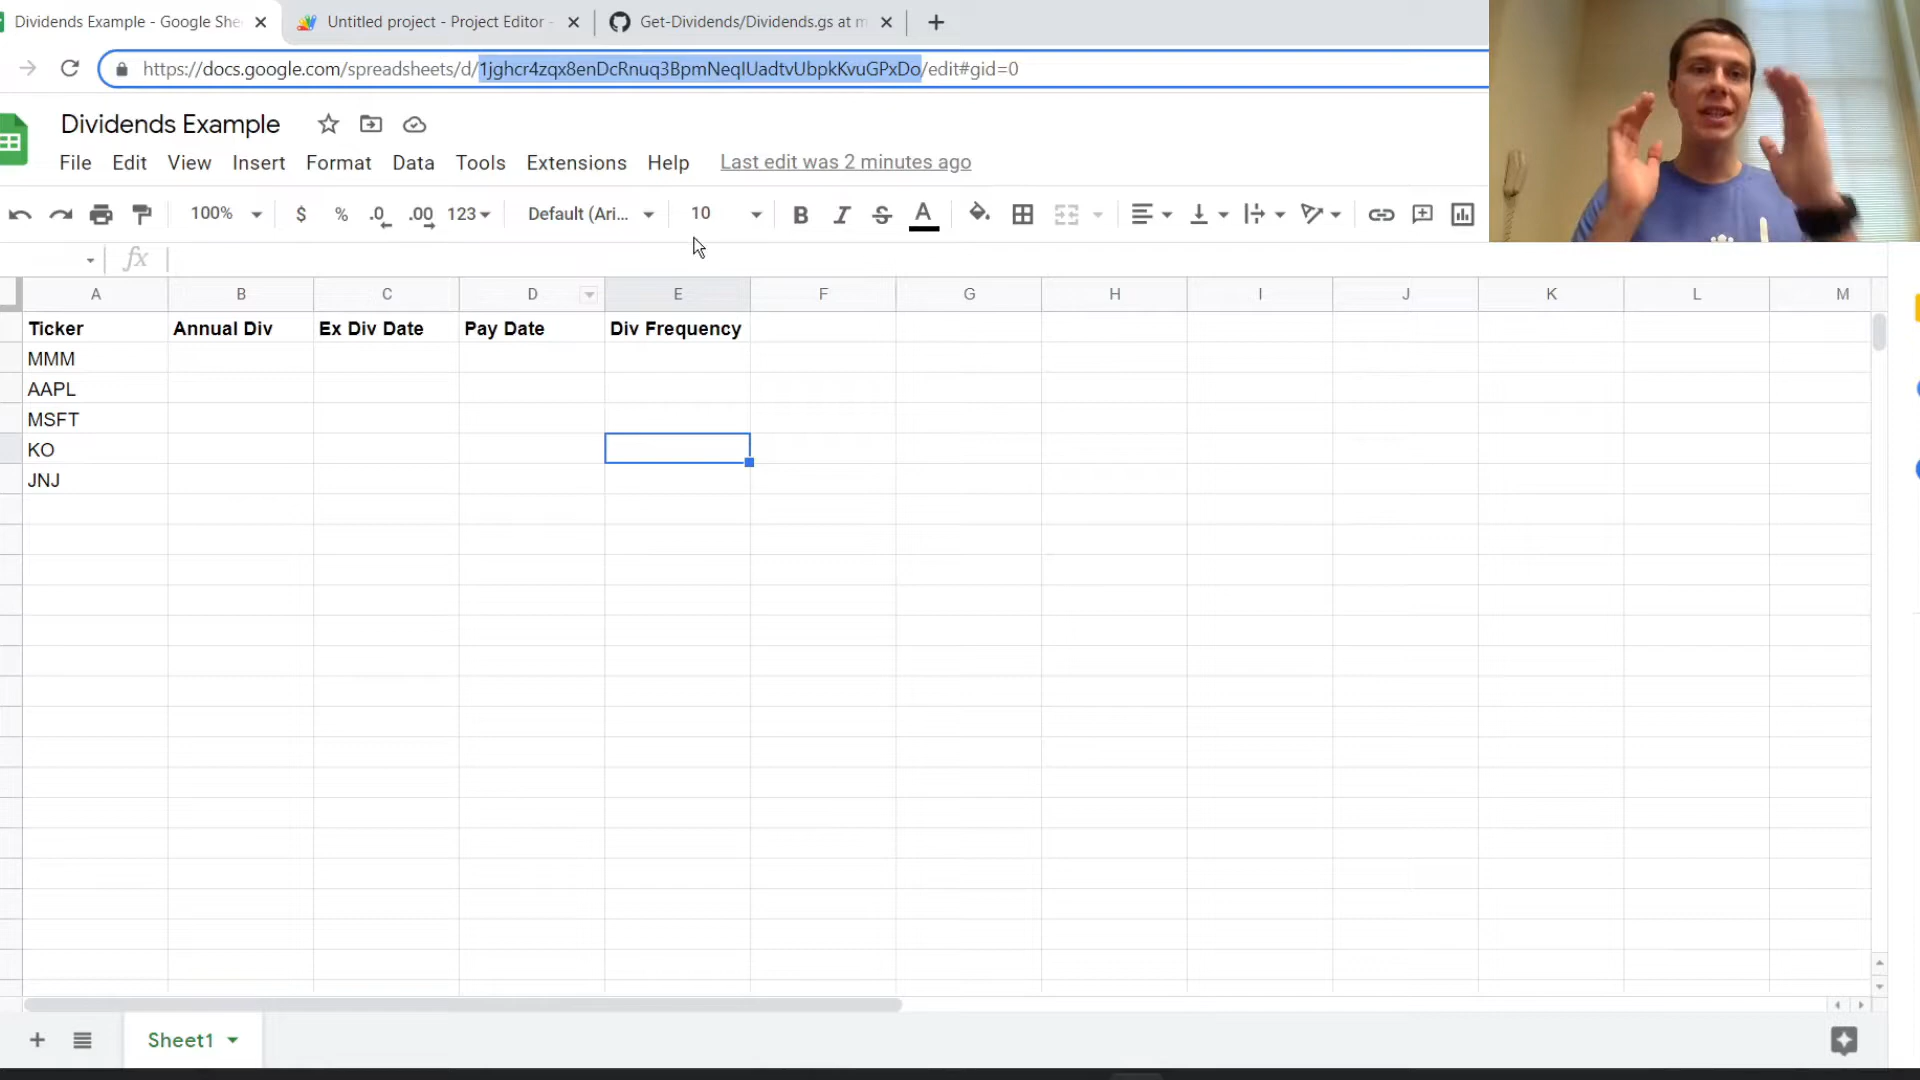 Dividends Example - Google She
Untitled project - Project Editor -
Get-Dividends/Dividends.gs at m
https://docs.google.com/spreadsheets/d/1jghcr4zqx8enDcRnuq3BpmNeqIUadtvUbpkKvuGPxDo/edit#gid=0
Dividends Example
File Edit View Insert Format Data Tools Extensions Help Last edit was 2 minutes ago
100% $ % .0 .00 123 Default (Ari... 10 B I S A
fx
A B C D E F G H I J K L M
Ticker Annual Div Ex Div Date Pay Date Div Frequency
MMM
AAPL
MSFT
KO
JNJ
Sheet1